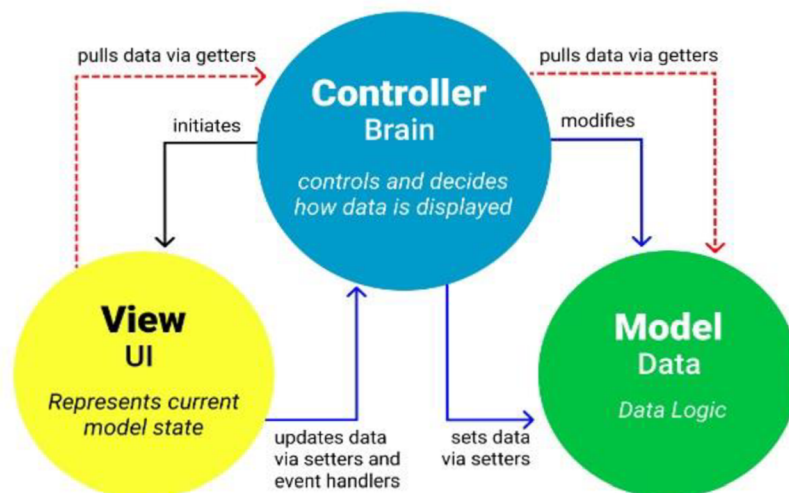 pulls data via getters
pulls data via getters
Controller
Brain
initiates
modifies
controls and decides
how data is displayed
View
UI
Represents current
model state
Model
Data
Data Logic
updates data
via setters and
event handlers
sets data
via setters